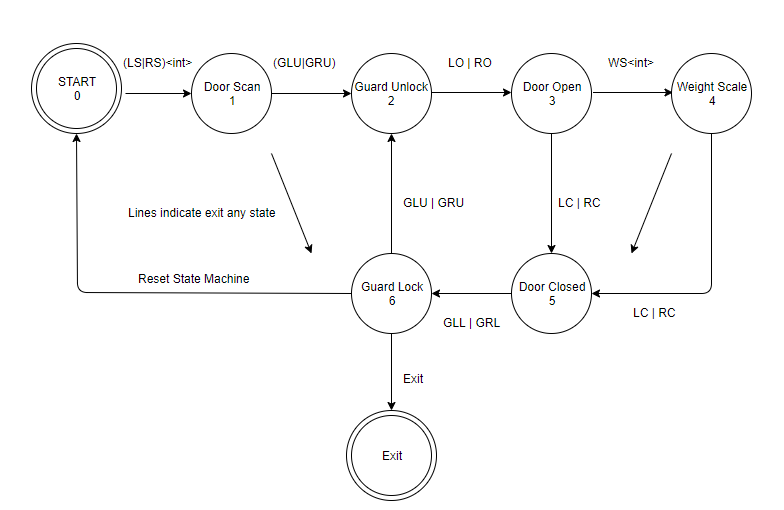 (LS|RS)<int>
(GLU|GRU)
LO | RO
WS<int>
START
0
Door Scan
1
Guard Unlock
2
Door Open
3
Weight Scale
4
GLU | GRU
LC | RC
Lines indicate exit any state
Reset State Machine
Guard Lock
6
Door Closed
5
GLL | GRL
LC | RC
Exit
Exit